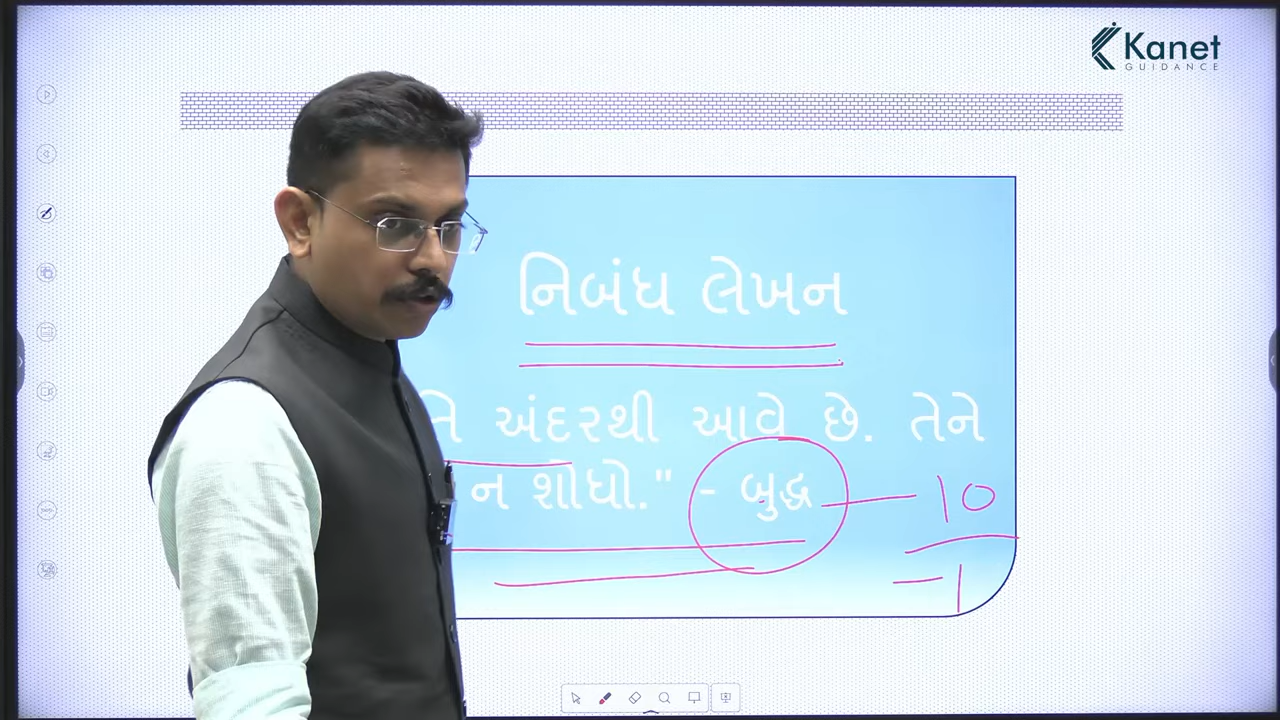 Kanet
GUIDANCE
નિબંધ લેખન
અંદરથી આવે છે. તેને
ન શોધો." - બુદ્ધ
10
-1